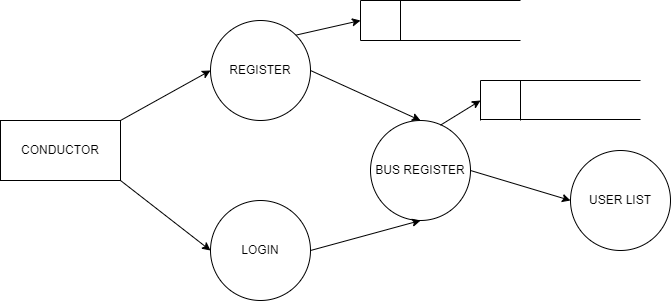 REGISTER
CONDUCTOR
BUS REGISTER
USER LIST
LOGIN